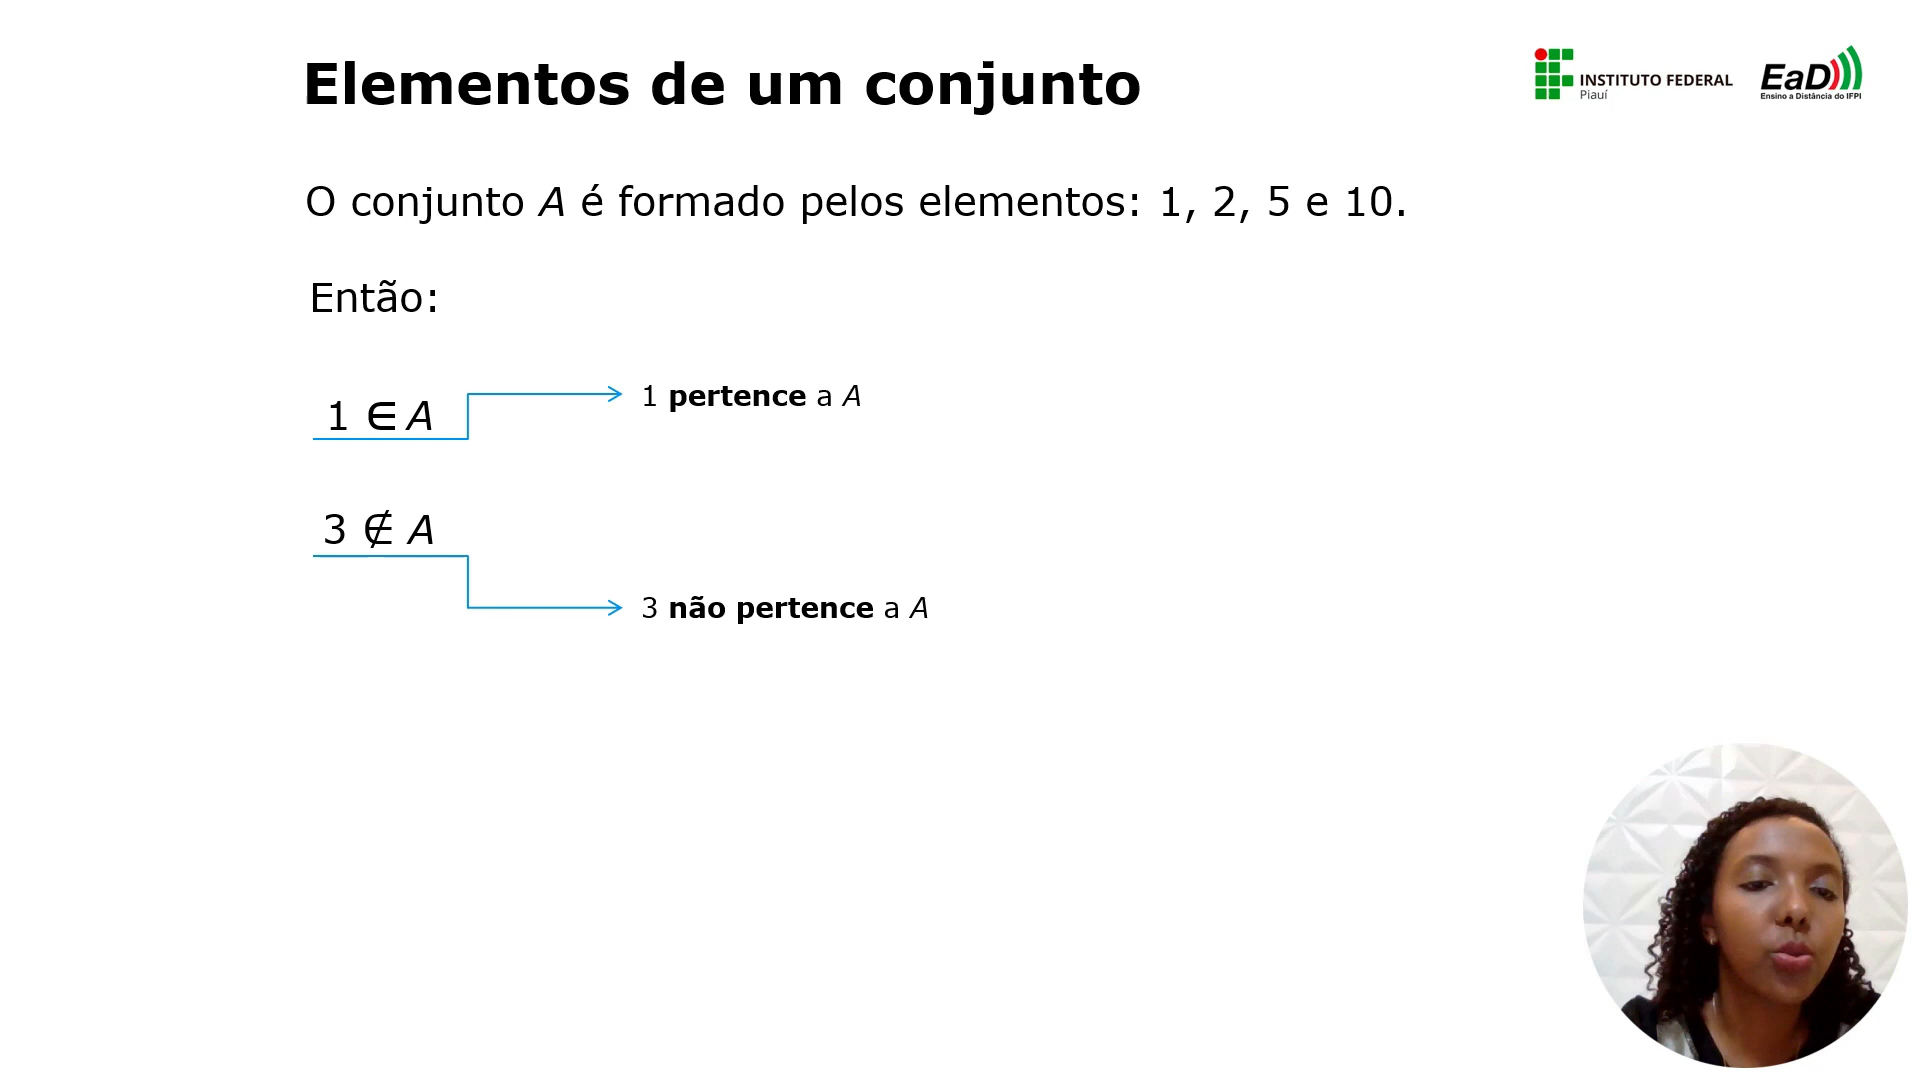 Elementos de um conjunto
INSTITUTO FEDERAL
Piauí
EaD
Ensino a Distância do IFPI
O conjunto A é formado pelos elementos: 1, 2, 5 e 10.
Então:
1 ∈ A
1 pertence a A
3 ∉ A
3 não pertence a A